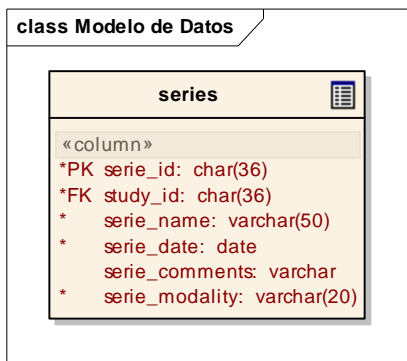 class Modelo de Datos
series
«column»
*PK serie_id: char(36)
*FK study_id: char(36)
* serie_name: varchar(50)
* serie_date: date
serie_comments: varchar
* serie_modality: varchar(20)